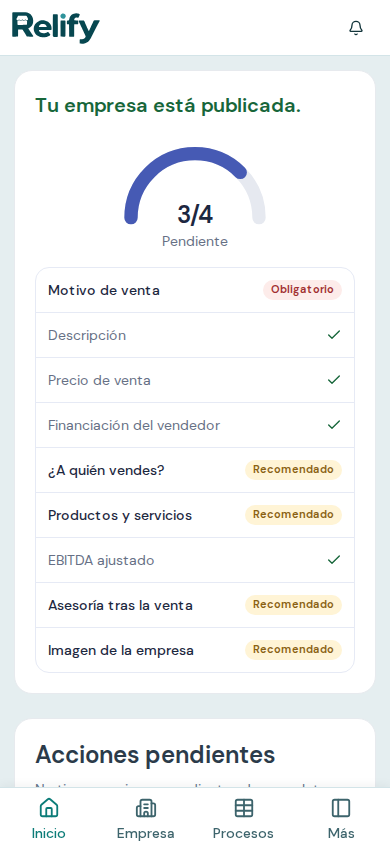 Relify
Tu empresa está publicada.
3/4
Pendiente
Motivo de venta Obligatorio
Descripción
Precio de venta
Financiación del vendedor
¿A quién vendes? Recomendado
Productos y servicios Recomendado
EBITDA ajustado
Asesoría tras la venta Recomendado
Imagen de la empresa Recomendado
Acciones pendientes
Inicio Empresa Procesos Más